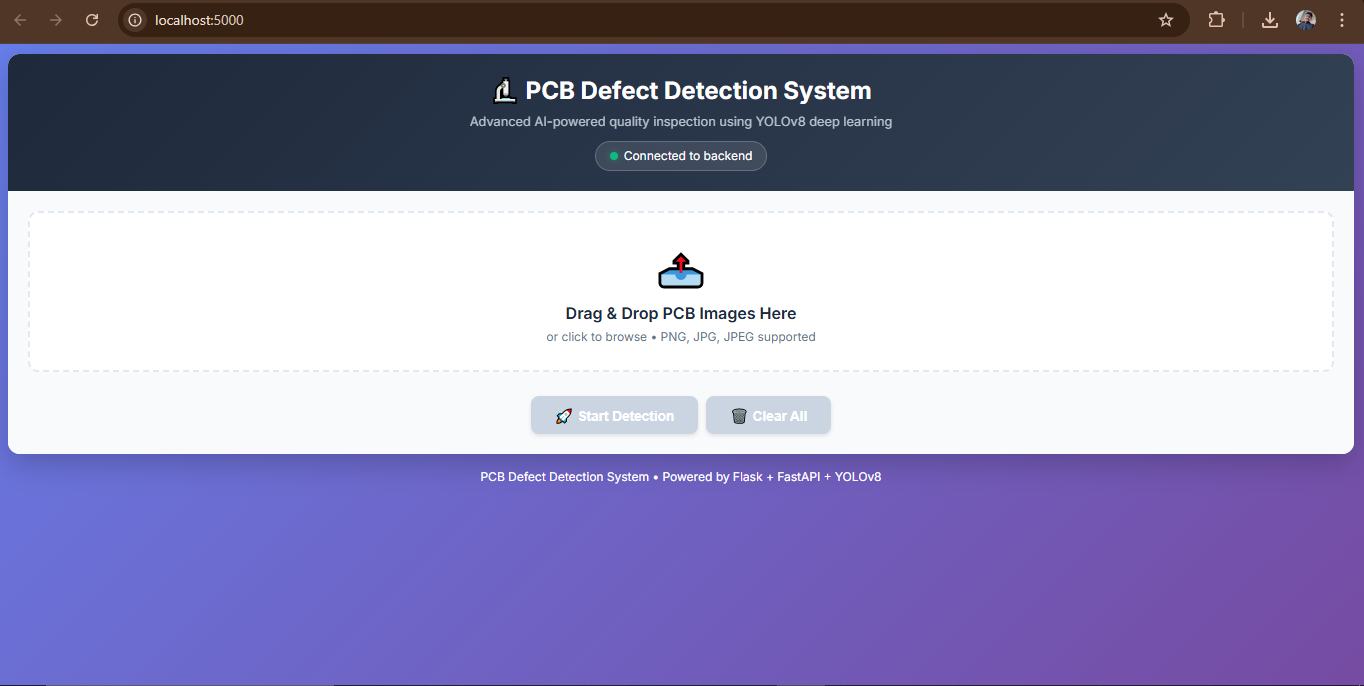 localhost:5000
PCB Defect Detection System
Advanced AI-powered quality inspection using YOLOv8 deep learning
Connected to backend
Drag & Drop PCB Images Here
or click to browse • PNG, JPG, JPEG supported
Start Detection
Clear All
PCB Defect Detection System • Powered by Flask + FastAPI + YOLOv8